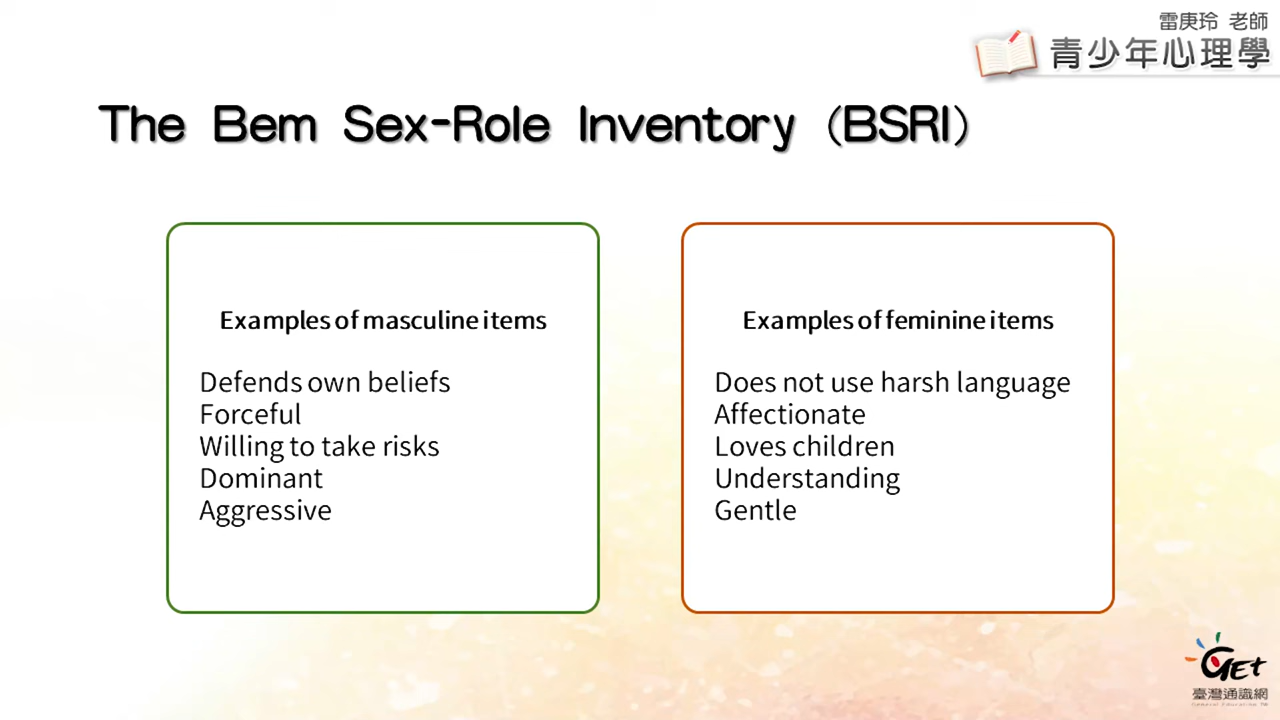 雷庚玲 老師
青少年心理學
The Bem Sex-Role Inventory (BSRI)
Examples of masculine items
Defends own beliefs
Forceful
Willing to take risks
Dominant
Aggressive
Examples of feminine items
Does not use harsh language
Affectionate
Loves children
Understanding
Gentle
GET
臺灣通識網